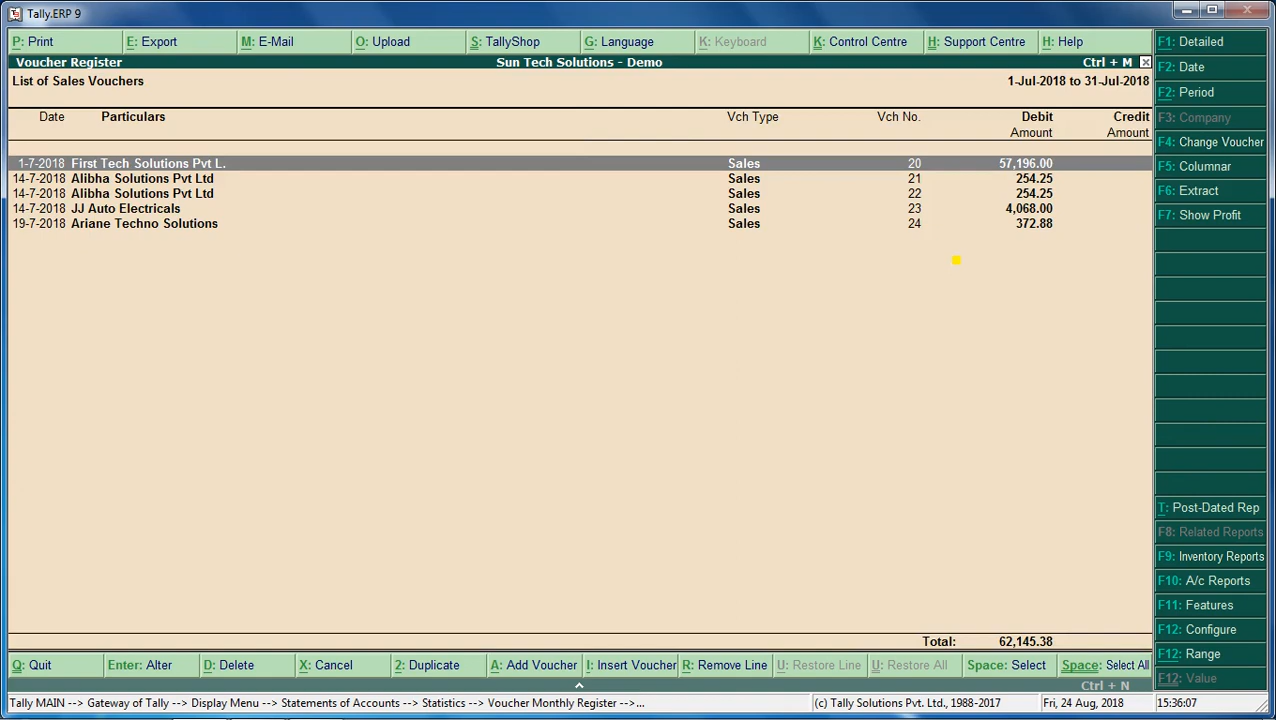 Tally.ERP 9
P: Print E: Export M: E-Mail O: Upload S: TallyShop G: Language K: Keyboard K: Control Centre H: Support Centre H: Help
Voucher Register Sun Tech Solutions - Demo Ctrl + M
List of Sales Vouchers 1-Jul-2018 to 31-Jul-2018
Date Particulars Vch Type Vch No. Debit Credit
Amount Amount
1-7-2018 First Tech Solutions Pvt L. Sales 20 57,196.00
14-7-2018 Alibha Solutions Pvt Ltd Sales 21 254.25
14-7-2018 Alibha Solutions Pvt Ltd Sales 22 254.25
14-7-2018 JJ Auto Electricals Sales 23 4,068.00
19-7-2018 Ariane Techno Solutions Sales 24 372.88
Total: 62,145.38
Q: Quit Enter: Alter D: Delete X: Cancel 2: Duplicate A: Add Voucher I: Insert Voucher R: Remove Line U: Restore Line U: Restore All Space: Select Space: Select All
Ctrl + N
Tally MAIN --> Gateway of Tally --> Display Menu --> Statements of Accounts --> Statistics --> Voucher Monthly Register -->... (c) Tally Solutions Pvt. Ltd., 1988-2017 Fri, 24 Aug, 2018 15:36:07
F1: Detailed
F2: Date
F2: Period
F3: Company
F4: Change Voucher
F5: Columnar
F6: Extract
F7: Show Profit
T: Post-Dated Rep
F8: Related Reports
F9: Inventory Reports
F10: A/c Reports
F11: Features
F12: Configure
F12: Range
F12: Value